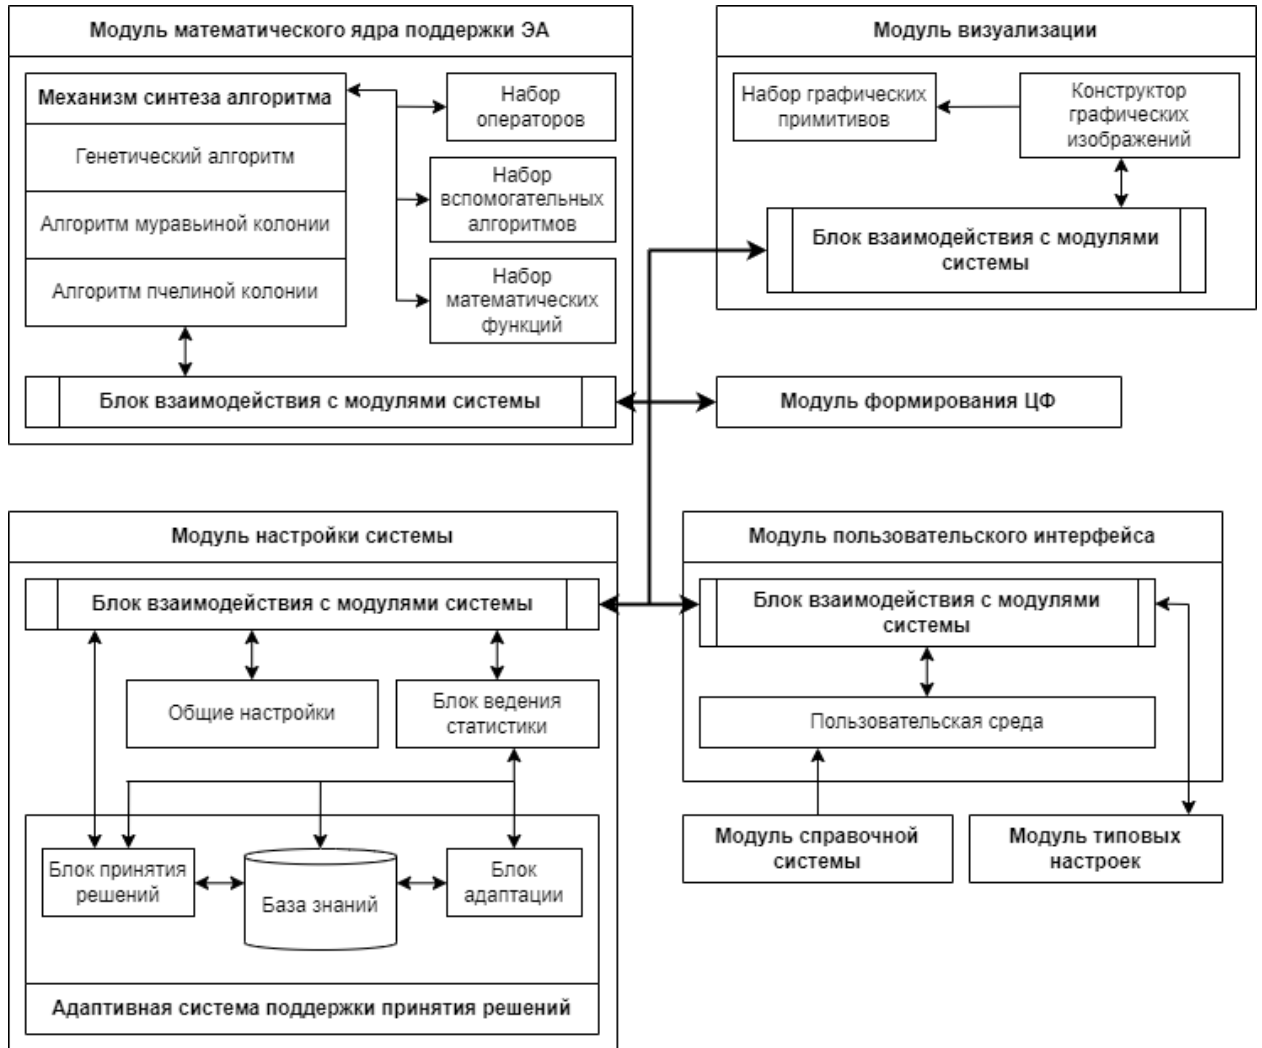 Модуль математического ядра поддержки ЭА
Механизм синтеза алгоритма
Генетический алгоритм
Алгоритм муравьиной колонии
Алгоритм пчелиной колонии
Набор
операторов
Набор
вспомогательных
алгоритмов
Набор
математических
функций
Блок взаимодействия с модулями системы
Модуль визуализации
Набор графических
примитивов
Конструктор
графических
изображений
Блок взаимодействия с модулями
системы
Модуль формирования ЦФ
Модуль настройки системы
Блок взаимодействия с модулями системы
Общие настройки
Блок ведения
статистики
Блок принятия
решений
База знаний
Блок
адаптации
Адаптивная система поддержки принятия решений
Модуль пользовательского интерфейса
Блок взаимодействия с модулями
системы
Пользовательская среда
Модуль справочной
системы
Модуль типовых
настроек